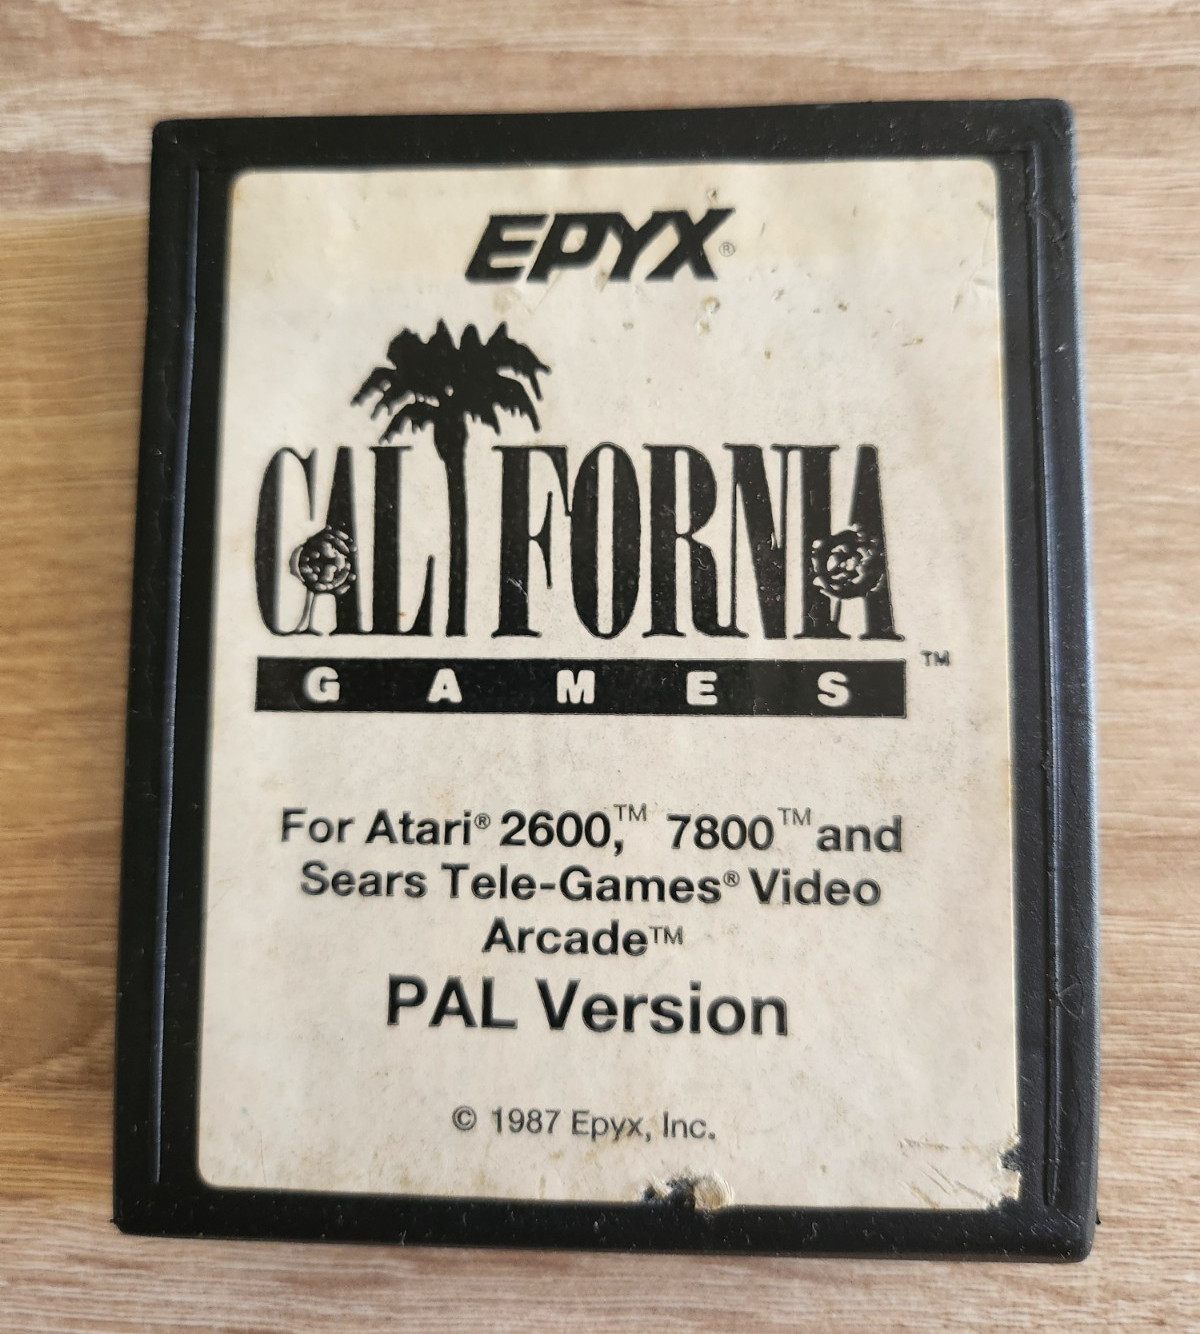 EPYX®
CALIFORNIA
GAMES™
For Atari® 2600,™ 7800™ and
Sears Tele-Games® Video
Arcade™
PAL Version
© 1987 Epyx, Inc.